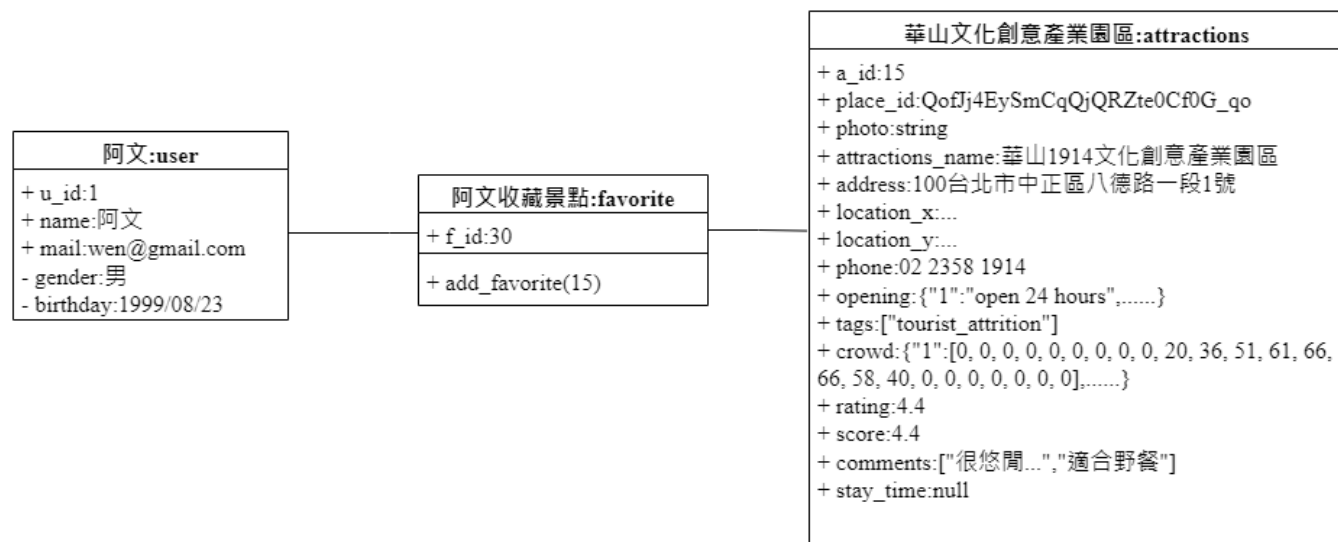 阿文:user
+ u_id:1
+ name:阿文
+ mail:wen@gmail.com
- gender:男
- birthday:1999/08/23
阿文收藏景點:favorite
+ f_id:30
+ add_favorite(15)
華山文化創意產業園區:attractions
+ a_id:15
+ place_id:QofJj4EySmCqQjQRZte0Cf0G_qo
+ photo:string
+ attractions_name:華山1914文化創意產業園區
+ address:100台北市中正區八德路一段1號
+ location_x:...
+ location_y:...
+ phone:02 2358 1914
+ opening:{"1":"open 24 hours",......}
+ tags:["tourist_attrition"]
+ crowd:{"1":[0, 0, 0, 0, 0, 0, 0, 0, 0, 20, 36, 51, 61, 66,
66, 58, 40, 0, 0, 0, 0, 0, 0, 0],......}
+ rating:4.4
+ score:4.4
+ comments:["很悠閒...","適合野餐"]
+ stay_time:null